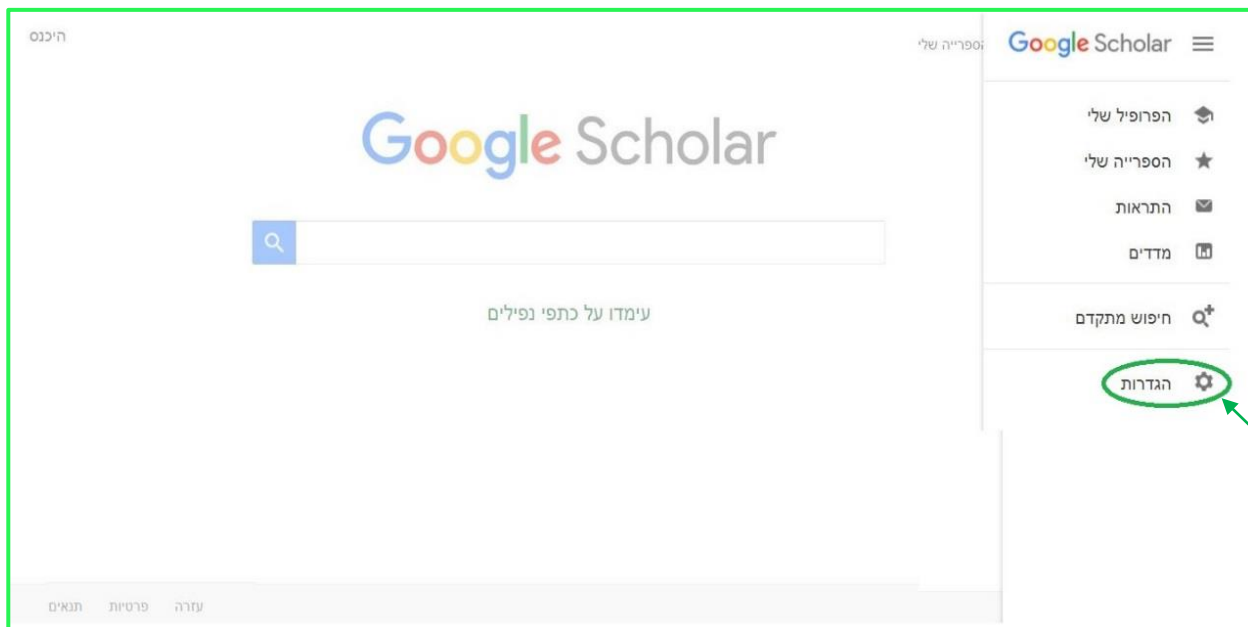 Google Scholar
הפרופיל שלי
הספרייה שלי
התראות
מדדים
חיפוש מתקדם
הגדרות
הספרייה שלי
היכנס
Google Scholar
עימדו על כתפי נפילים
עזרה פרטיות תנאים